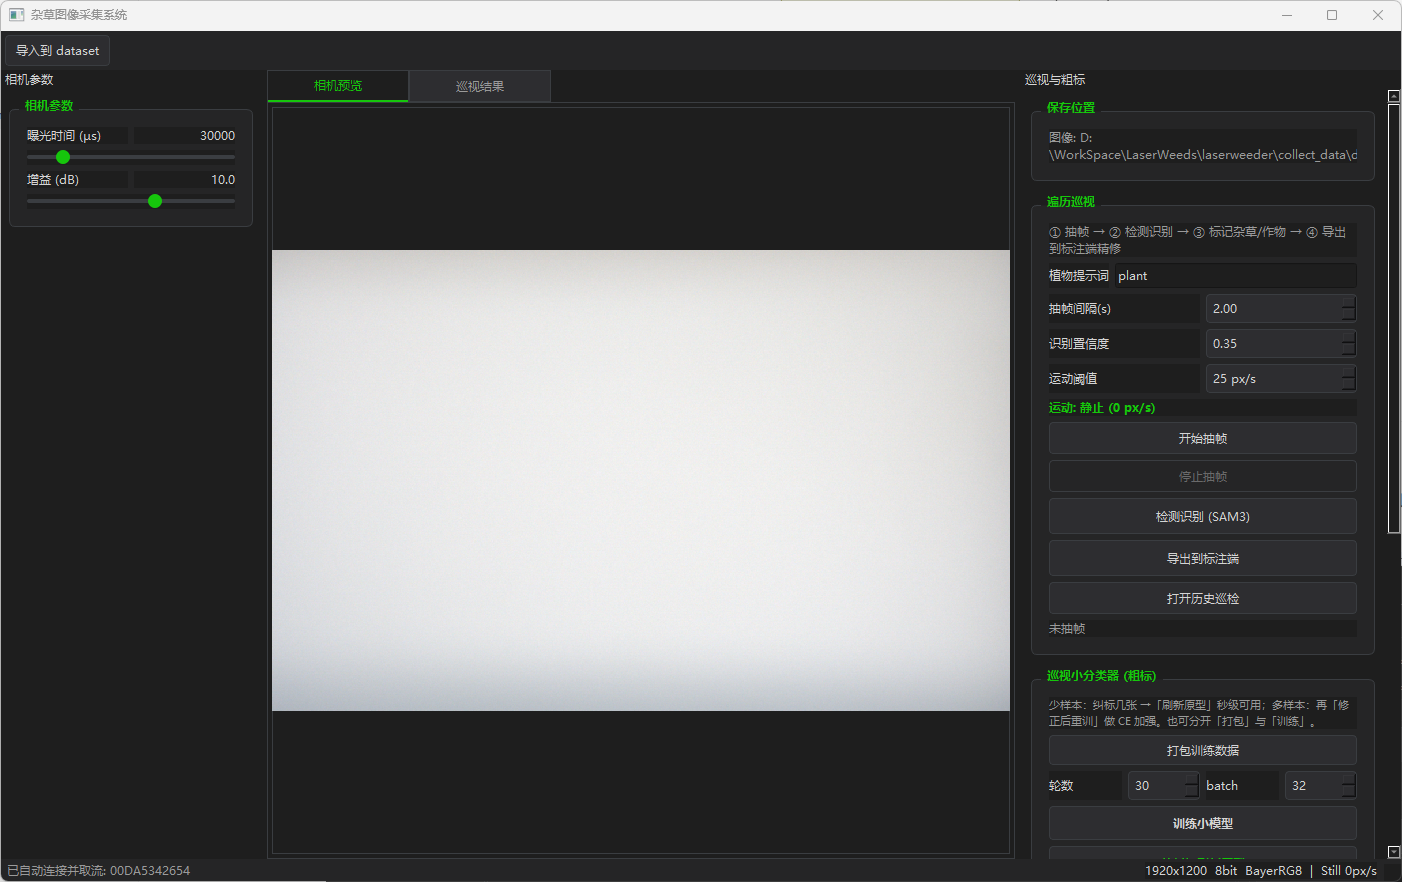 杂草图像采集系统
导入到 dataset
相机参数
相机参数
曝光时间 (μs) 30000
增益 (dB) 10.0
相机预览 巡视结果
巡视与粗标
保存位置
图像: D:
\WorkSpace\LaserWeeds\laserweeder\collect_data\d
遍历巡视
① 抽帧 → ② 检测识别 → ③ 标记杂草/作物 → ④ 导出
到标注端精修
植物提示词 plant
抽帧间隔(s) 2.00
识别置信度 0.35
运动阈值 25 px/s
运动: 静止 (0 px/s)
开始抽帧
停止抽帧
检测识别 (SAM3)
导出到标注端
打开历史巡检
未抽帧
巡视小分类器 (粗标)
少样本：纠标几张 →「刷新原型」秒级可用；多样本：再「修
正后重训」做 CE 加强。也可分开「打包」与「训练」。
打包训练数据
轮数 30 batch 32
训练小模型
已自动连接并取流: 00DA5342654
1920x1200 8bit BayerRG8 | Still 0px/s